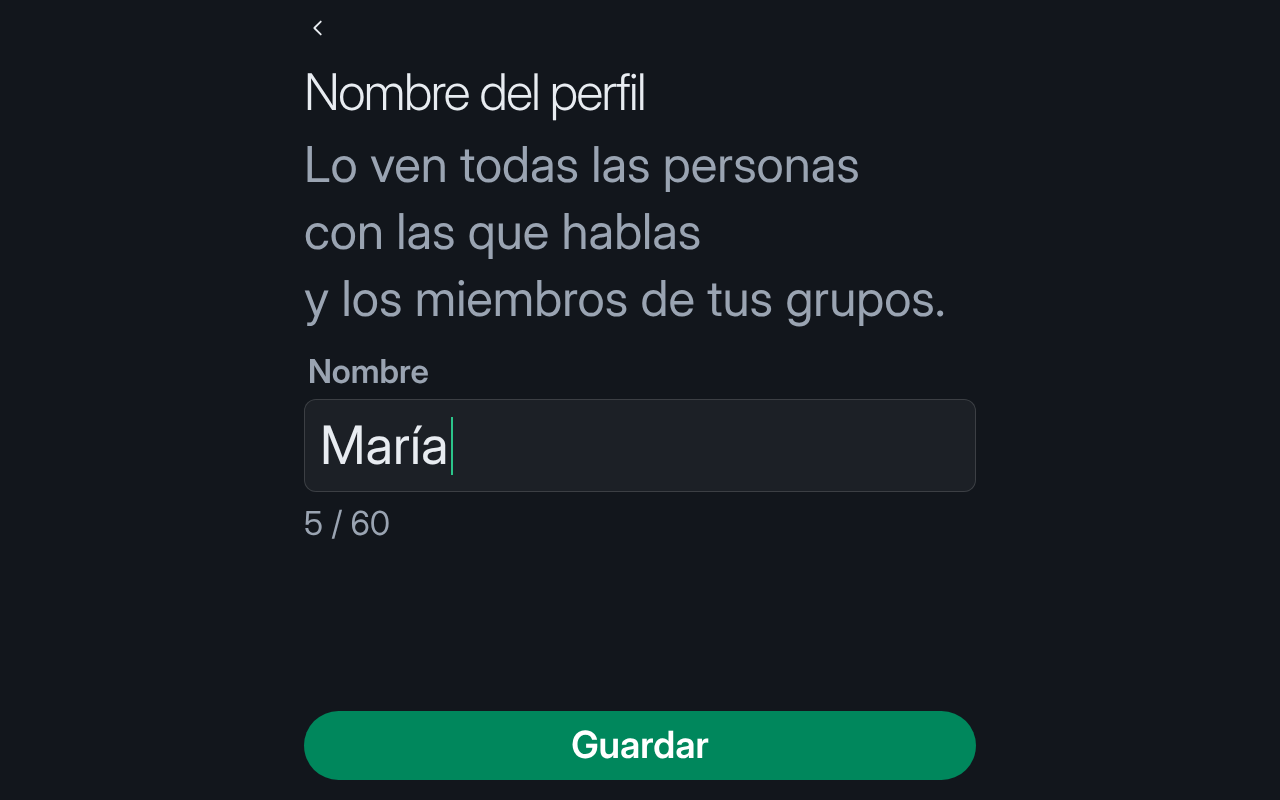 Nombre del perfil
Lo ven todas las personas
con las que hablas
y los miembros de tus grupos.
Nombre
María
5 / 60
Guardar